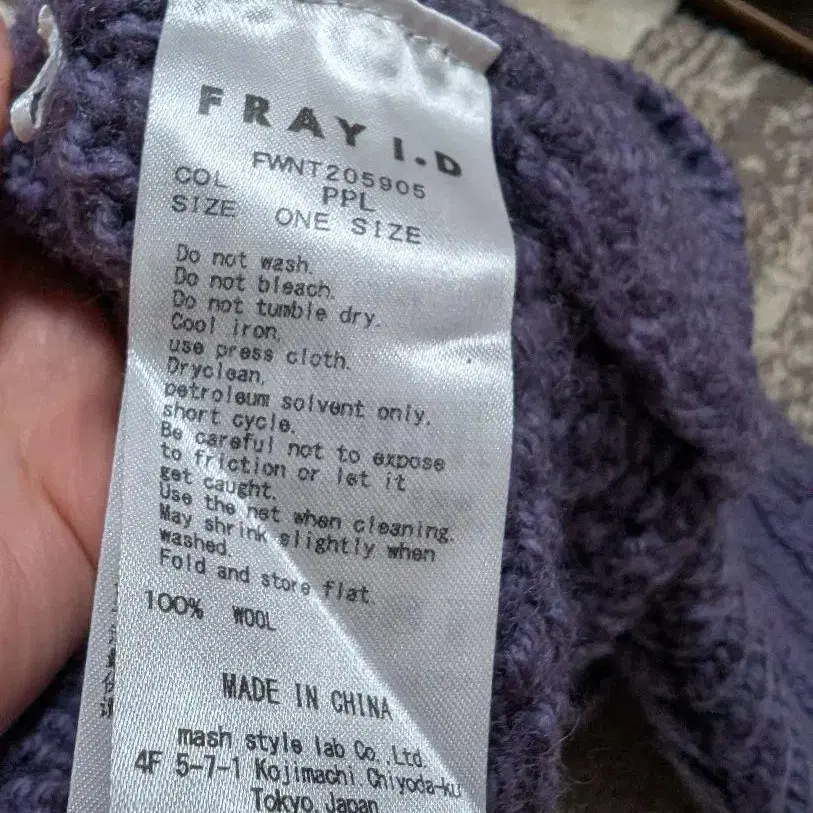 FRAY I.D
FWNT205905
COL PPL
SIZE ONE SIZE
Do not wash.
Do not bleach.
Do not tumble dry.
Cool iron,
use press cloth.
Dryclean,
petroleum solvent only.
short cycle.
Be careful not to expose
to friction or let it
get caught.
Use the net when cleaning.
May shrink slightly when
washed.
Fold and store flat.
100% WOOL
MADE IN CHINA
mash style lab Co.,Ltd.
4F 5-7-1 Kojimachi,Chiyoda-ku
Tokyo,Japan